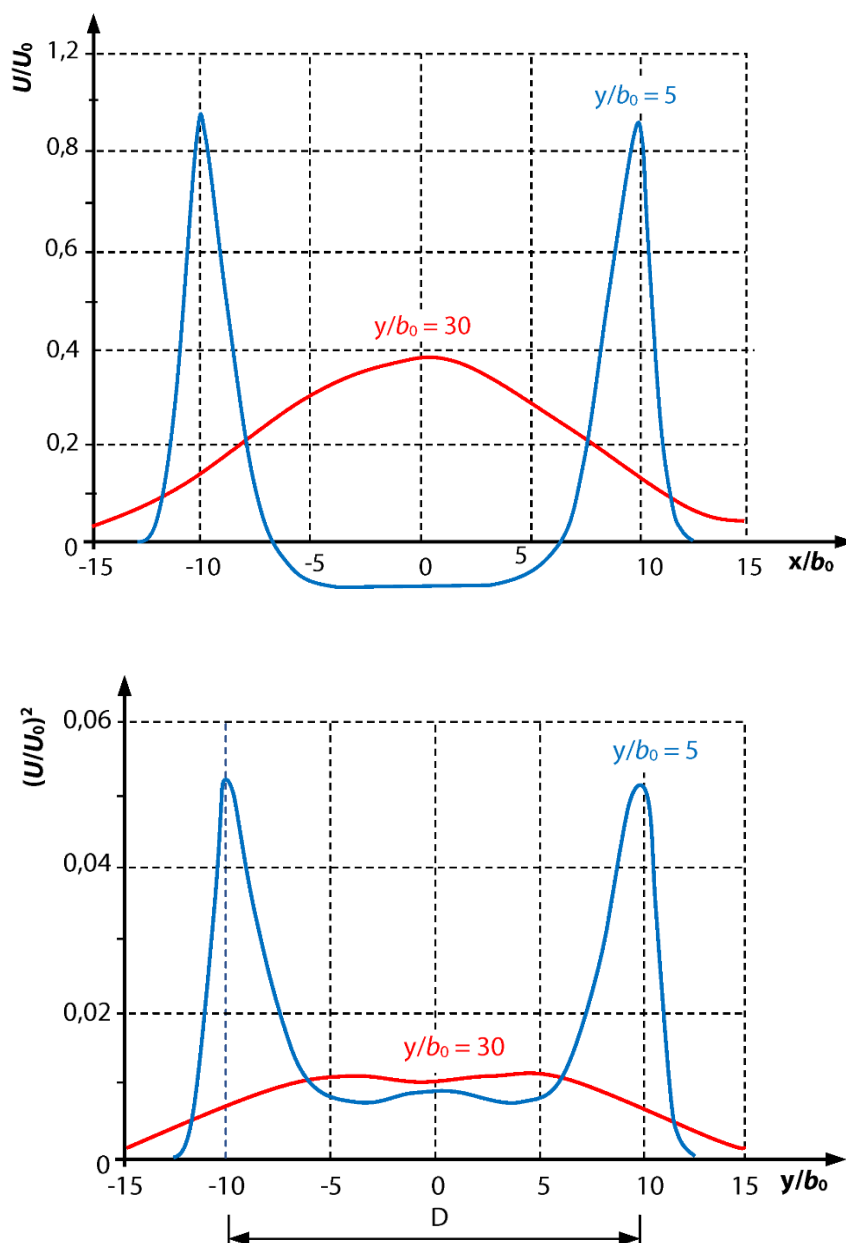 U/U₀
1,2
y/b₀ = 5
0,8
0,6
y/b₀ = 30
0,4
0,2
0
-15 -10 -5 0 5 10 15
x/b₀
(U/U₀)²
0,06
y/b₀ = 5
0,04
0,02
y/b₀ = 30
0
-15 -10 -5 0 5 10 15
y/b₀
D